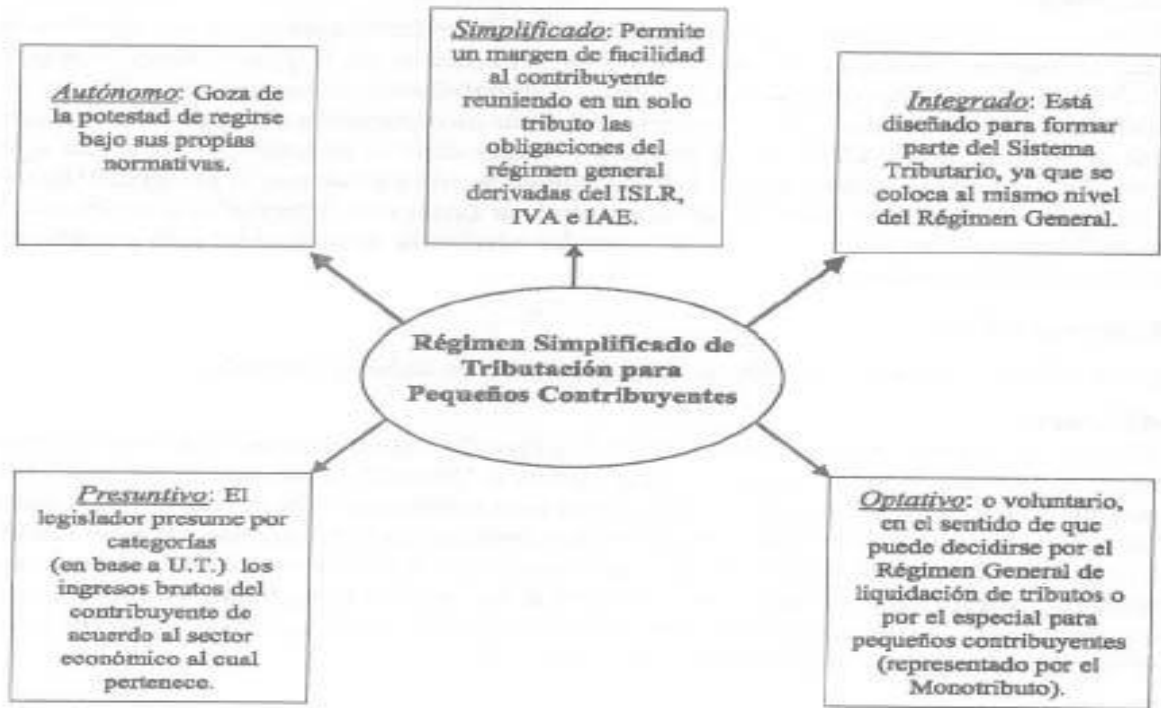 Autónomo: Goza de
la potestad de regirse
bajo sus propias
normativas.
Simplificado: Permite
un margen de facilidad
al contribuyente
reuniendo en un solo
tributo las
obligaciones del
régimen general
derivadas del ISLR,
IVA e IAE.
Integrado: Está
diseñado para formar
parte del Sistema
Tributario, ya que se
coloca al mismo nivel
del Régimen General.
Régimen Simplificado de
Tributación para
Pequeños Contribuyentes
Presuntivo: El
legislador presume por
categorías
(en base a U.T.) los
ingresos brutos del
contribuyente de
acuerdo al sector
económico al cual
pertenece.
Optativo: o voluntario,
en el sentido de que
puede decidirse por el
Régimen General de
liquidación de tributos o
por el especial para
pequeños contribuyentes
(representado por el
Monotributo).